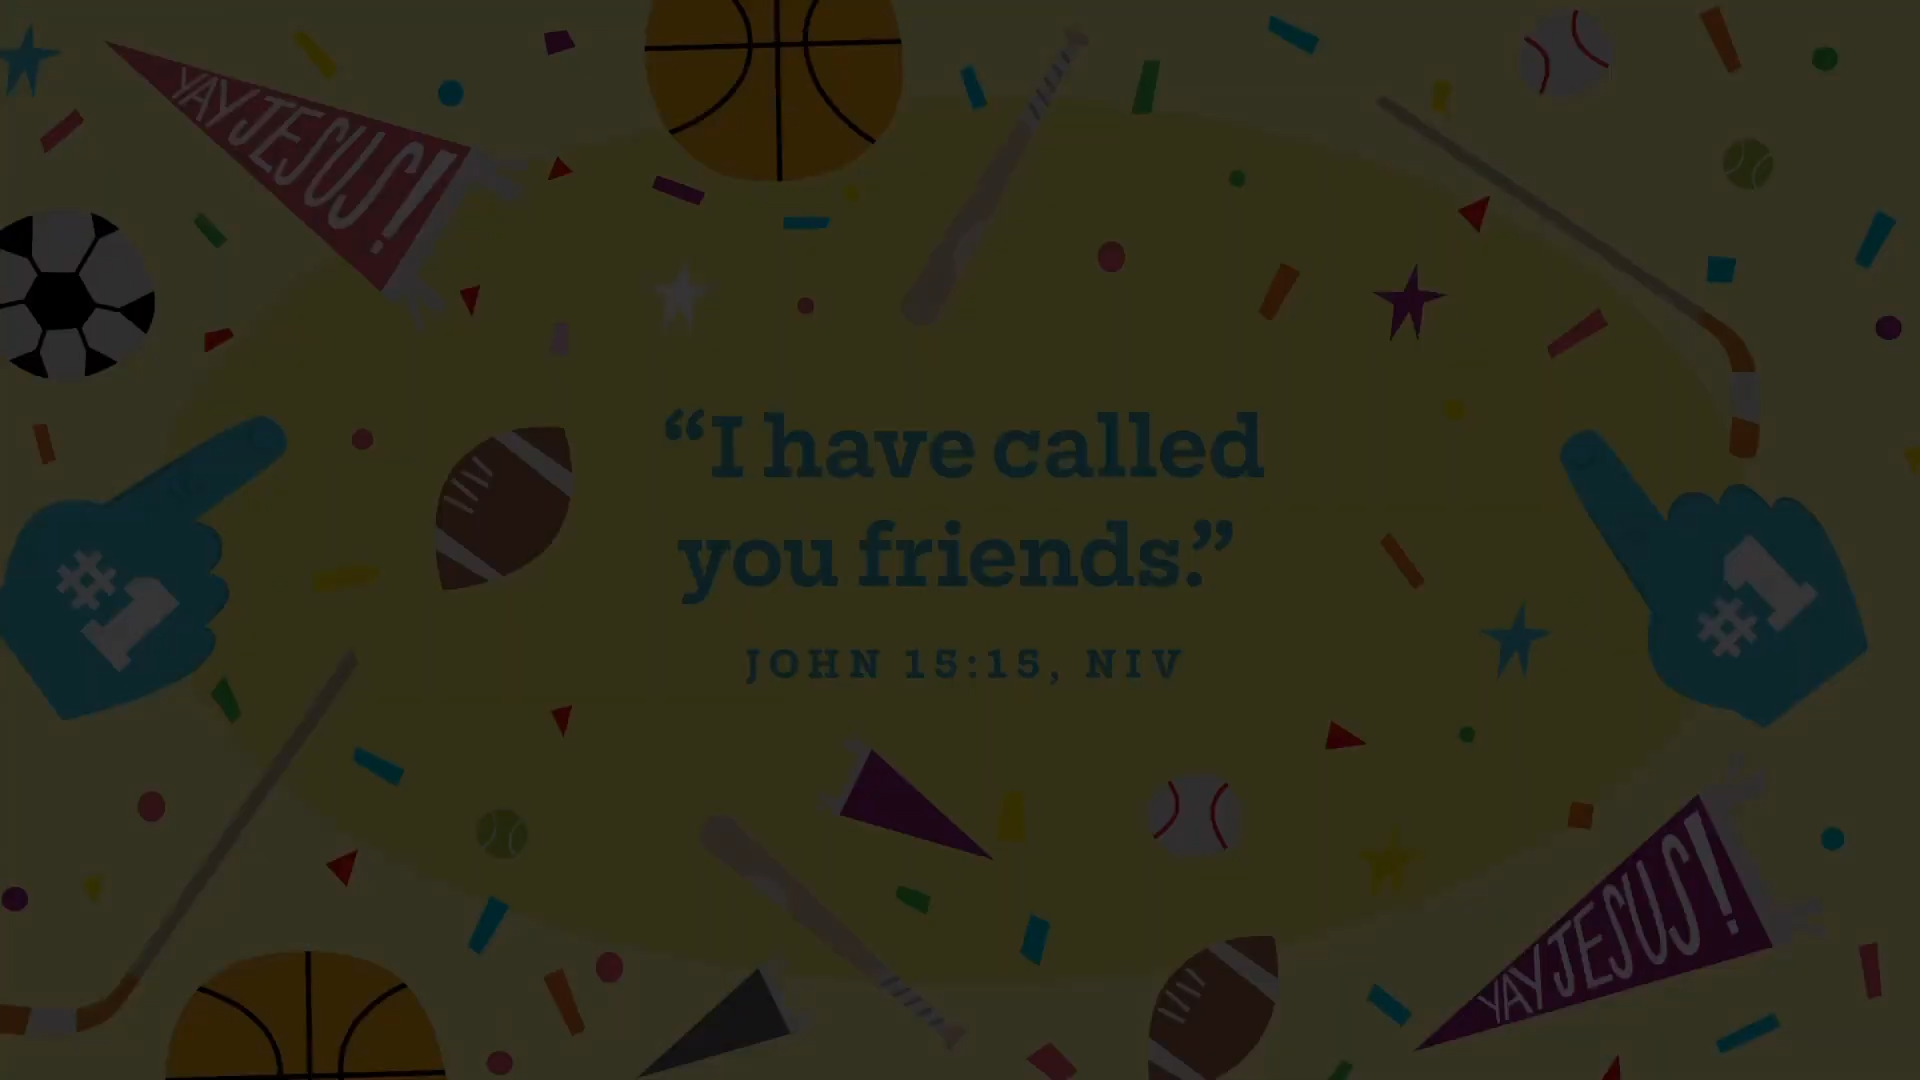 YAY JESUS!
“I have called
you friends.”
JOHN 15:15, NIV
#1
#1
YAY JESUS!